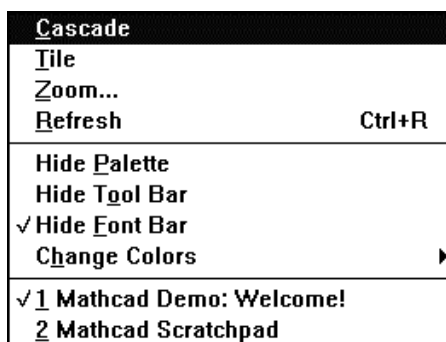 Cascade
Tile
Zoom...
Refresh Ctrl+R
Hide Palette
Hide Tool Bar
✓ Hide Font Bar
Change Colors ▶
✓ 1 Mathcad Demo: Welcome!
2 Mathcad Scratchpad